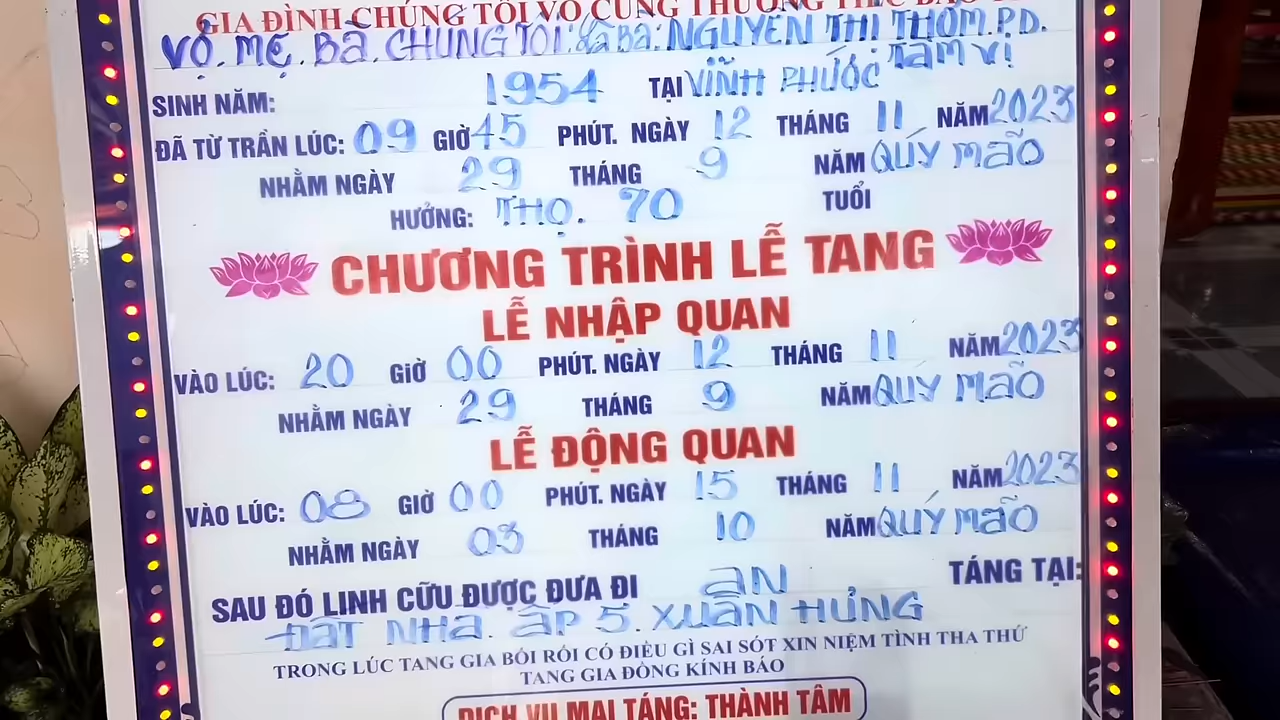 GIA ĐÌNH CHÚNG TÔI VÔ CÙNG THƯƠNG TIẾC BÁO
VỢ. MẸ. BÀ. CHÚNG TÔI: là Bà: NGUYỄN THỊ THƠM. P.D.
TÂM VỊ
SINH NĂM: 1954 TẠI VĨNH PHƯỚC
ĐÃ TỪ TRẦN LÚC: 09 GIỜ 45 PHÚT. NGÀY 12 THÁNG 11 NĂM 2023
NHẰM NGÀY 29 THÁNG 9 NĂM QUÝ MÃO
HƯỞNG: THỌ. 70 TUỔI
CHƯƠNG TRÌNH LỄ TANG
LỄ NHẬP QUAN
VÀO LÚC: 20 GIỜ 00 PHÚT. NGÀY 12 THÁNG 11 NĂM 2023
NHẰM NGÀY 29 THÁNG 9 NĂM QUÝ MÃO
LỄ ĐỘNG QUAN
VÀO LÚC: 08 GIỜ 00 PHÚT. NGÀY 15 THÁNG 11 NĂM 2023
NHẰM NGÀY 03 THÁNG 10 NĂM QUÝ MÃO
SAU ĐÓ LINH CỮU ĐƯỢC ĐƯA ĐI AN TÁNG TẠI:
ĐẤT NHÀ. ẤP 5. XUÂN HƯNG
TRONG LÚC TANG GIA BỐI RỐI CÓ ĐIỀU GÌ SAI SÓT XIN NIỆM TÌNH THA THỨ
TANG GIA ĐỒNG KÍNH BÁO
DỊCH VỤ MAI TÁNG: THÀNH TÂM